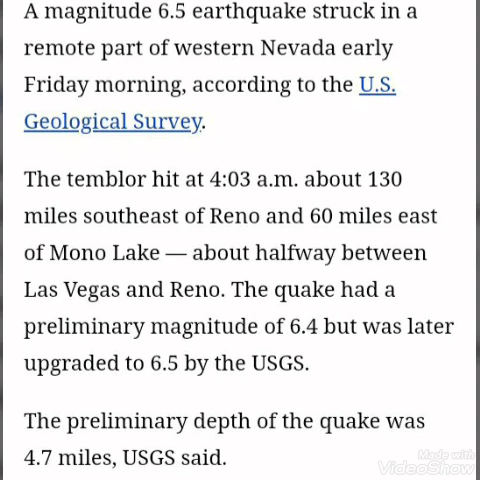 A magnitude 6.5 earthquake struck in a
remote part of western Nevada early
Friday morning, according to the U.S.
Geological Survey.
The temblor hit at 4:03 a.m. about 130
miles southeast of Reno and 60 miles east
of Mono Lake — about halfway between
Las Vegas and Reno. The quake had a
preliminary magnitude of 6.4 but was later
upgraded to 6.5 by the USGS.
The preliminary depth of the quake was
4.7 miles, USGS said.
Made with
VideoShow